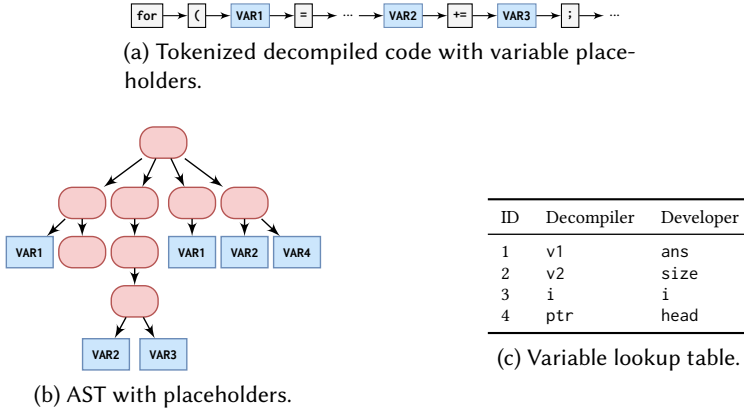 for ( VAR1 = ... VAR2 += VAR3 ; ...
(a) Tokenized decompiled code with variable place-
holders.
VAR1 VAR1 VAR2 VAR4
VAR2 VAR3
(b) AST with placeholders.
ID Decompiler Developer
1 v1 ans
2 v2 size
3 i i
4 ptr head
(c) Variable lookup table.